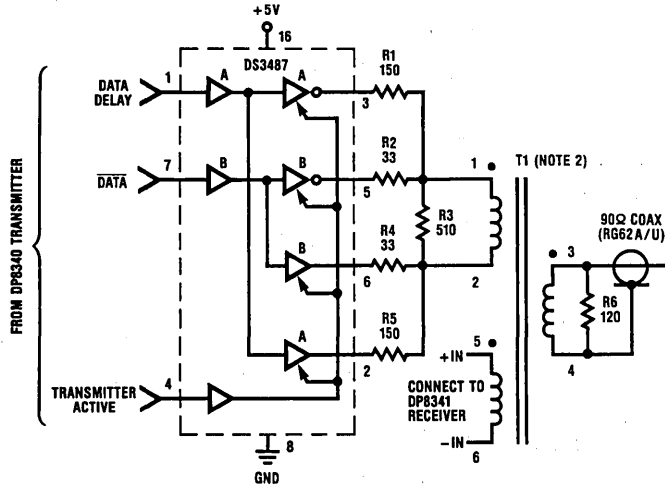 +5V
16
DS3487
FROM DP8340 TRANSMITTER
DATA
DELAY
1
A
A
3
R1
150
DATA
7
B
B
5
R2
33
1
T1 (NOTE 2)
R3
510
B
6
R4
33
2
90Ω COAX
(RG62A/U)
3
R6
120
4
A
2
R5
150
5
+IN
CONNECT TO
DP8341
RECEIVER
-IN
6
TRANSMITTER
ACTIVE
4
8
GND